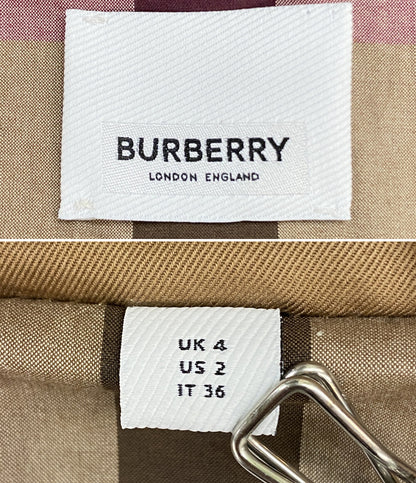 BURBERRY
LONDON ENGLAND
UK 4
US 2
IT 36